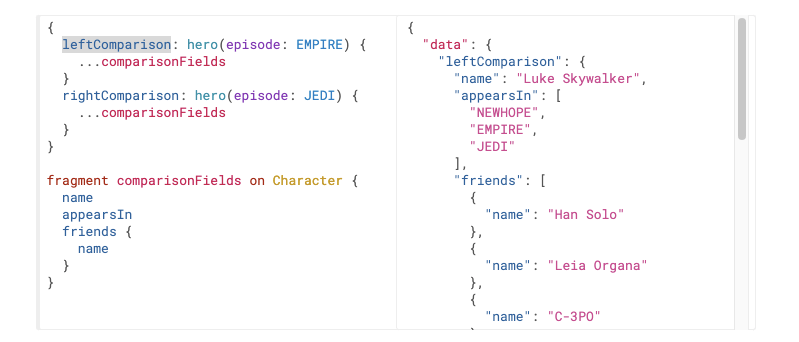 {
  leftComparison: hero(episode: EMPIRE) {
    ...comparisonFields
  }
  rightComparison: hero(episode: JEDI) {
    ...comparisonFields
  }
}

fragment comparisonFields on Character {
  name
  appearsIn
  friends {
    name
  }
}
{
  "data": {
    "leftComparison": {
      "name": "Luke Skywalker",
      "appearsIn": [
        "NEWHOPE",
        "EMPIRE",
        "JEDI"
      ],
      "friends": [
        {
          "name": "Han Solo"
        },
        {
          "name": "Leia Organa"
        },
        {
          "name": "C-3PO"